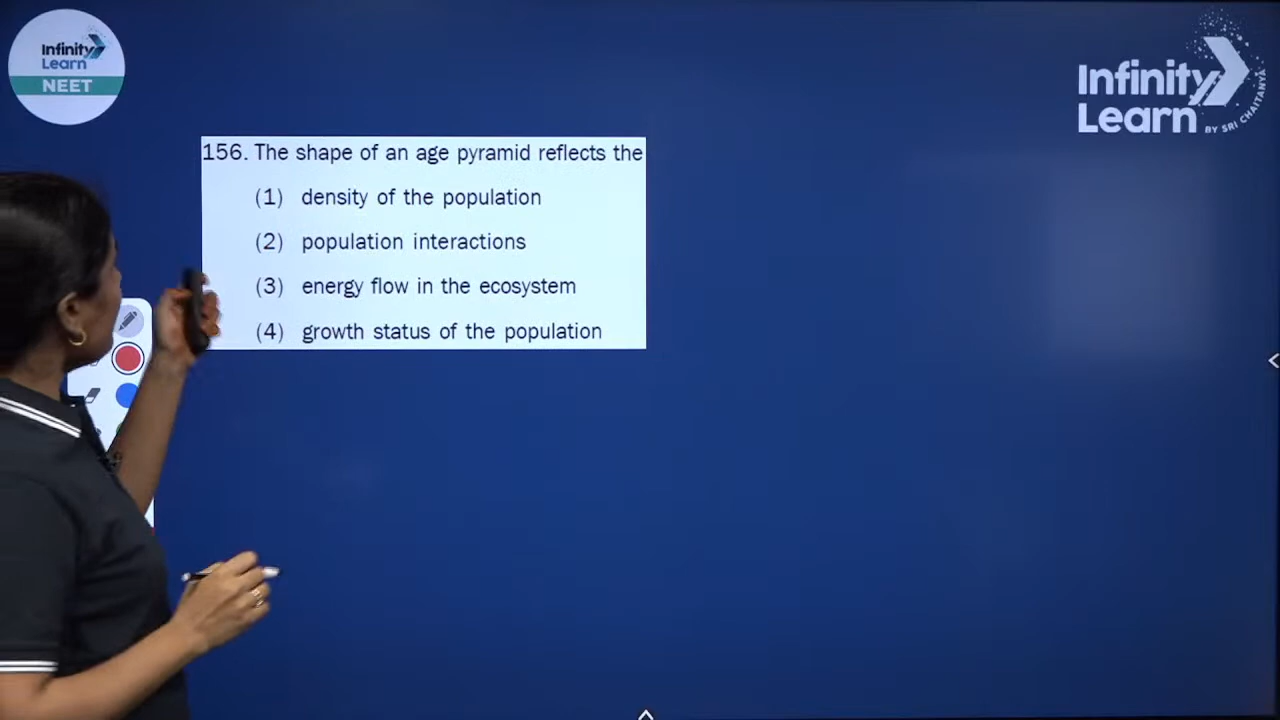 Infinity
Learn
NEET
Infinity
Learn
BY SRI CHAITANYA
156. The shape of an age pyramid reflects the
(1) density of the population
(2) population interactions
(3) energy flow in the ecosystem
(4) growth status of the population